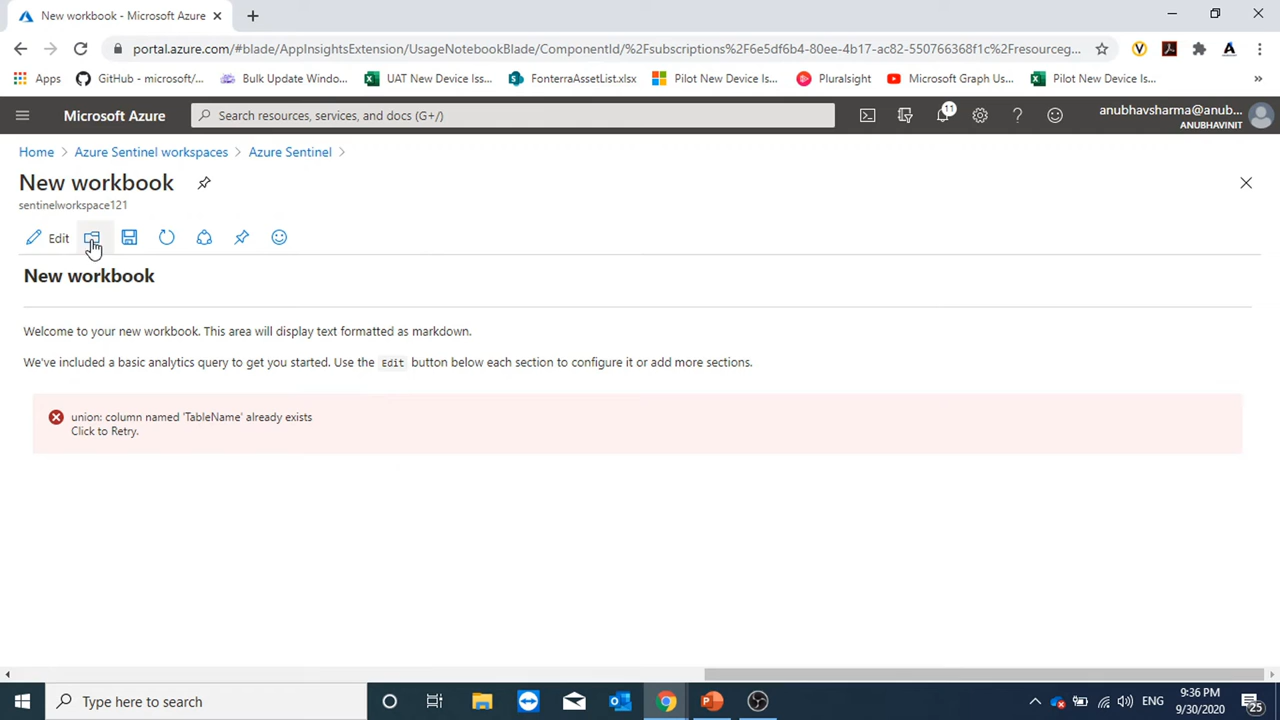 New workbook - Microsoft Azure
portal.azure.com/#blade/AppInsightsExtension/UsageNotebookBlade/ComponentId/%2Fsubscriptions%2F6e5df6b4-80ee-4b17-ac82-550766368f1c%2Fresourceg...
Apps GitHub - microsoft/... Bulk Update Windo... UAT New Device Iss... FonterraAssetList.xlsx Pilot New Device Is... Pluralsight Microsoft Graph Us... Pilot New Device Iss... »
Microsoft Azure Search resources, services, and docs (G+/) 11 anubhavsharma@anub...
ANUBHAVINIT
Home > Azure Sentinel workspaces > Azure Sentinel >
New workbook
sentinelworkspace121
Edit
New workbook
Welcome to your new workbook. This area will display text formatted as markdown.
We've included a basic analytics query to get you started. Use the Edit button below each section to configure it or add more sections.
union: column named 'TableName' already exists
Click to Retry.
Type here to search ENG 9:36 PM
9/30/2020 25